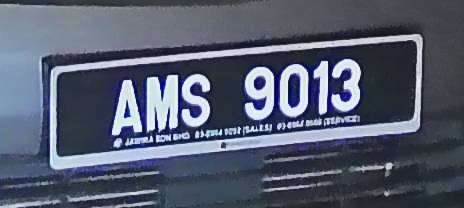 AMS 9013
SDN BHD (SALES) (SERVICE)